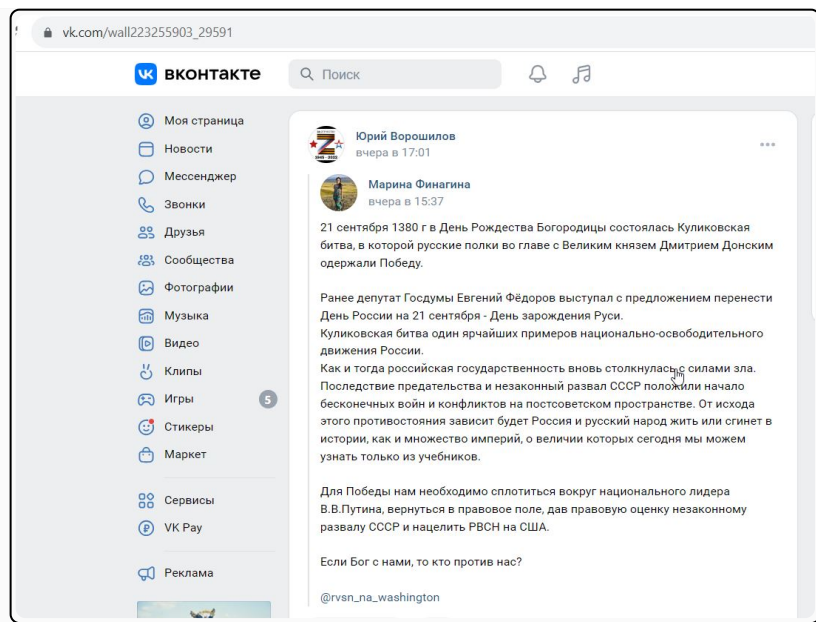 vk.com/wall223255903_29591
вконтакте
Поиск
Моя страница
Новости
Мессенджер
Звонки
Друзья
Сообщества
Фотографии
Музыка
Видео
Клипы
Игры
5
Стикеры
Маркет
Сервисы
VK Pay
Реклама
Юрий Ворошилов
вчера в 17:01
Марина Финагина
вчера в 15:37
21 сентября 1380 г в День Рождества Богородицы состоялась Куликовская
битва, в которой русские полки во главе с Великим князем Дмитрием Донским
одержали Победу.
Ранее депутат Госдумы Евгений Фёдоров выступал с предложением перенести
День России на 21 сентября - День зарождения Руси.
Куликовская битва один ярчайших примеров национально-освободительного
движения России.
Как и тогда российская государственность вновь столкнулась с силами зла.
Последствие предательства и незаконный развал СССР положили начало
бесконечных войн и конфликтов на постсоветском пространстве. От исхода
этого противостояния зависит будет Россия и русский народ жить или сгинет в
истории, как и множество империй, о величии которых сегодня мы можем
узнать только из учебников.
Для Победы нам необходимо сплотиться вокруг национального лидера
В.В.Путина, вернуться в правовое поле, дав правовую оценку незаконному
развалу СССР и нацелить РВСН на США.
Если Бог с нами, то кто против нас?
@rvsn_na_washington